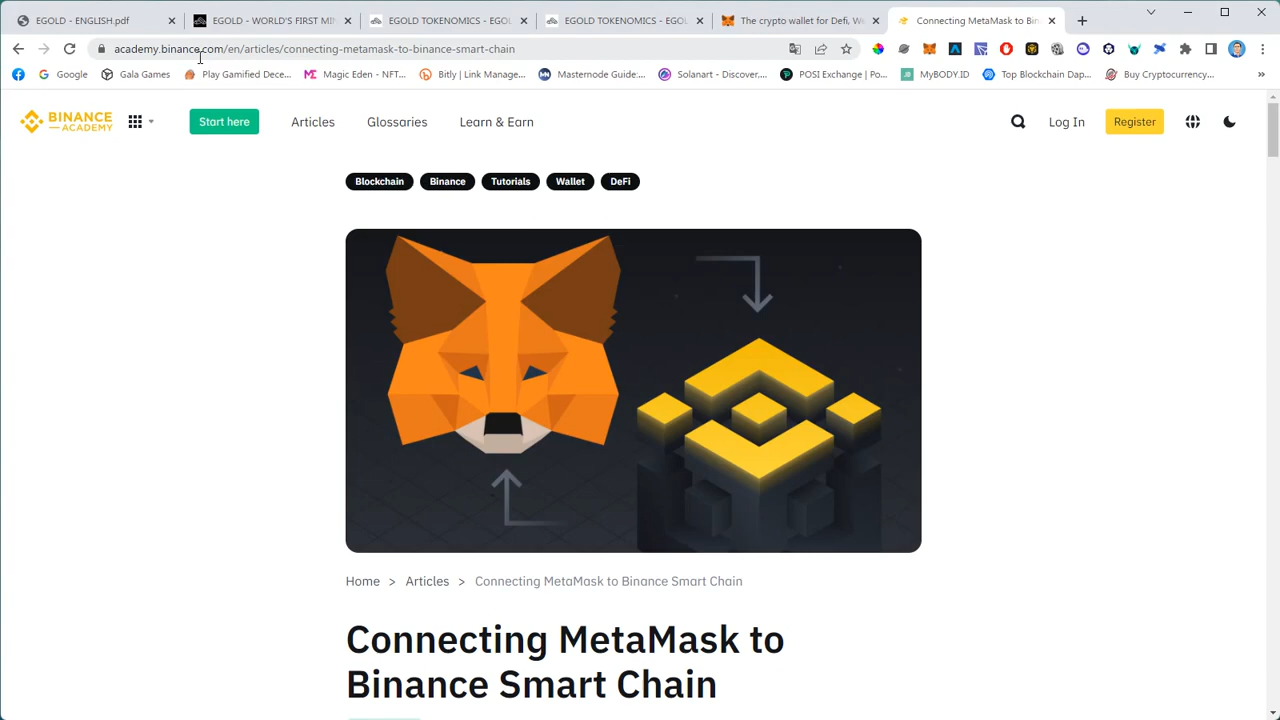 EGOLD - ENGLISH.pdf
EGOLD - WORLD'S FIRST MIN
EGOLD TOKENOMICS - EGOLD
EGOLD TOKENOMICS - EGOLD
The crypto wallet for Defi, We
Connecting MetaMask to Bin
academy.binance.com/en/articles/connecting-metamask-to-binance-smart-chain
Google
Gala Games
Play Gamified Dece...
Magic Eden - NFT...
Bitly | Link Manage...
Masternode Guide:...
Solanart - Discover,...
POSI Exchange | Po...
MyBODY.ID
Top Blockchain Dap...
Buy Cryptocurrency...
BINANCE
ACADEMY
Start here
Articles
Glossaries
Learn & Earn
Log In
Register
Blockchain
Binance
Tutorials
Wallet
DeFi
Home > Articles > Connecting MetaMask to Binance Smart Chain
Connecting MetaMask to
Binance Smart Chain